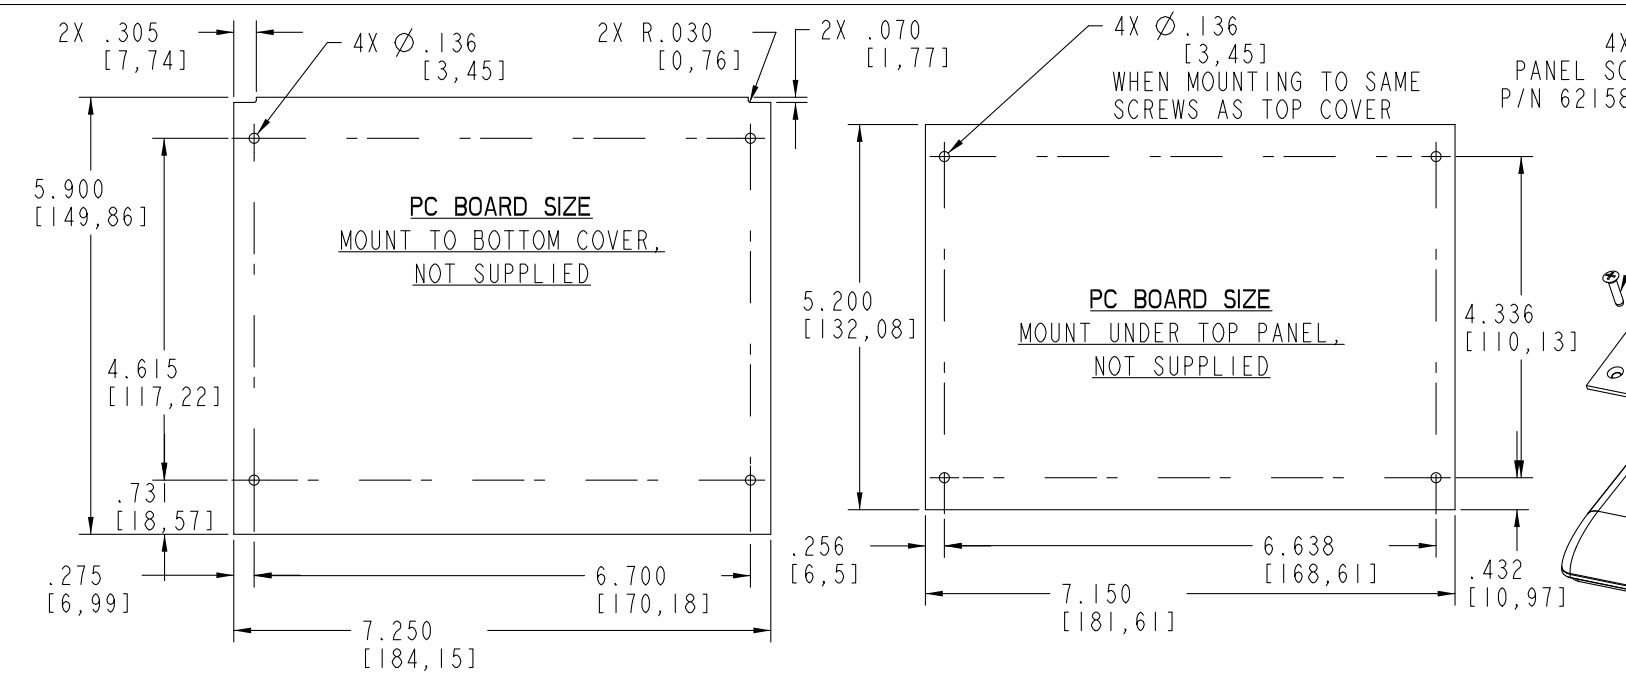 2X .305
[7,74]
4X Ø .136
[3,45]
2X R.030
[0,76]
2X .070
[1,77]
5.900
[149,86]
4.615
[117,22]
.731
[18,57]
.275
[6,99]
6.700
[170,18]
7.250
[184,15]
PC BOARD SIZE
MOUNT TO BOTTOM COVER,
NOT SUPPLIED
4X Ø .136
[3,45]
WHEN MOUNTING TO SAME
SCREWS AS TOP COVER
5.200
[132,08]
PC BOARD SIZE
MOUNT UNDER TOP PANEL,
NOT SUPPLIED
4.336
[110,13]
.256
[6,5]
6.638
[168,61]
7.150
[181,61]
.432
[10,97]
4X
PANEL SC
P/N 62158